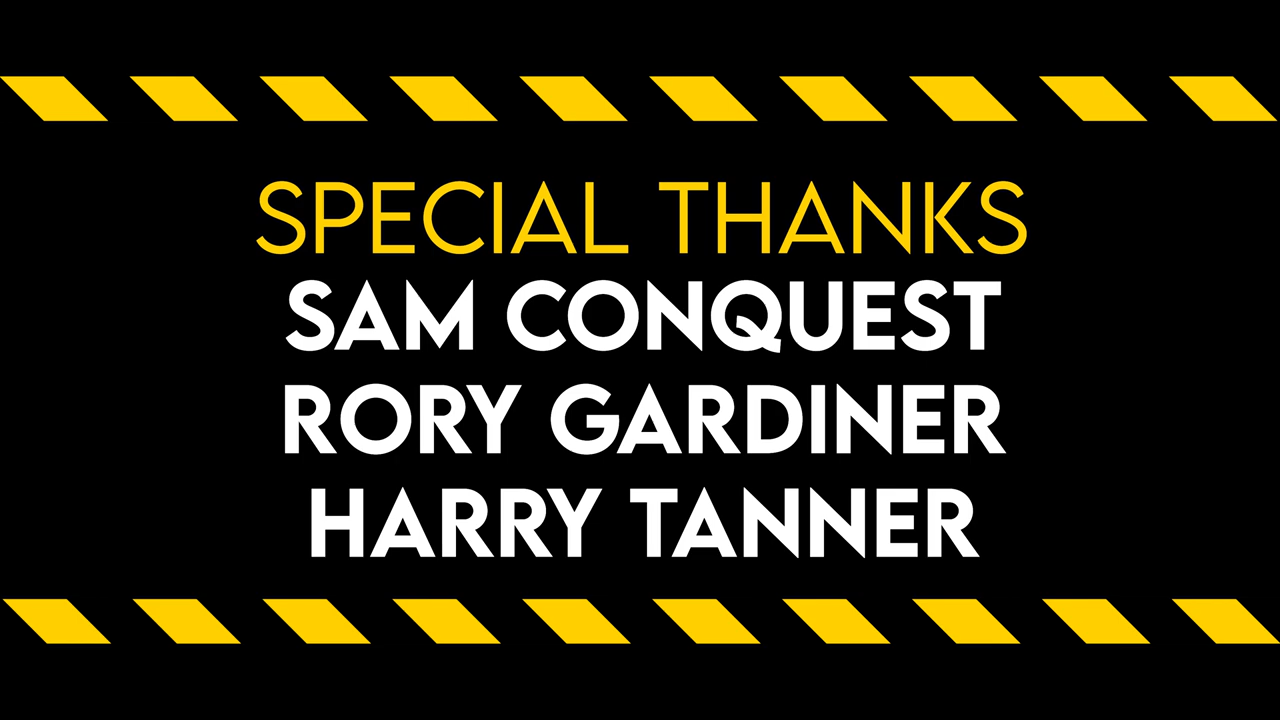 SPECIAL THANKS
SAM CONQUEST
RORY GARDINER
HARRY TANNER